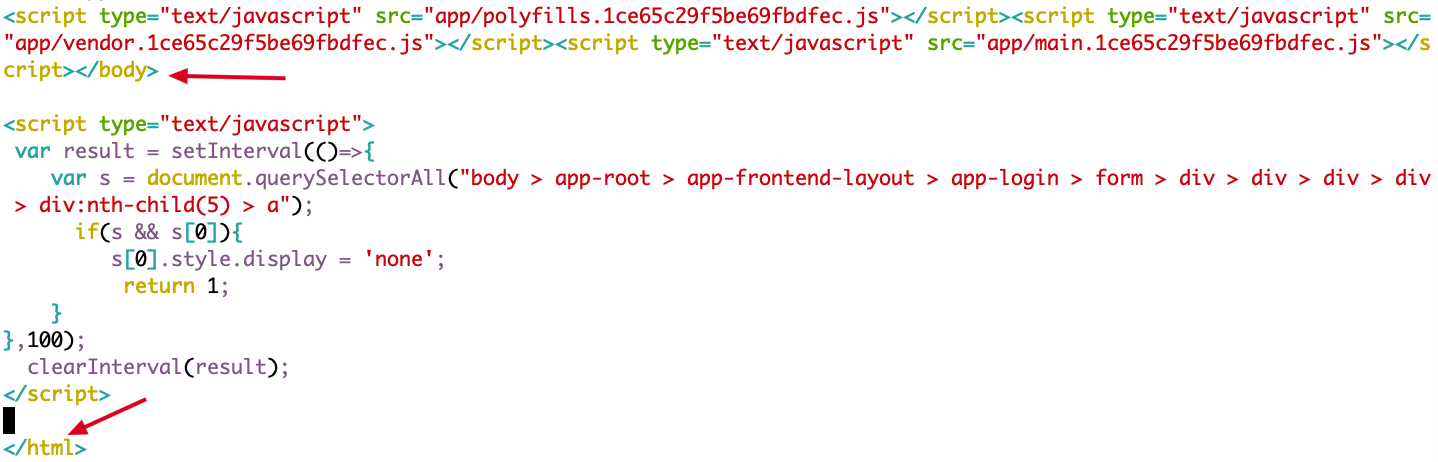 <script type="text/javascript" src="app/polyfills.1ce65c29f5be69fbdfec.js"></script><script type="text/javascript" src=
"app/vendor.1ce65c29f5be69fbdfec.js"></script><script type="text/javascript" src="app/main.1ce65c29f5be69fbdfec.js"></s
cript></body>

<script type="text/javascript">
 var result = setInterval(()=>{
    var s = document.querySelectorAll("body > app-root > app-frontend-layout > app-login > form > div > div > div > div
 > div:nth-child(5) > a");
      if(s && s[0]){
         s[0].style.display = 'none';
          return 1;
    }
},100);
  clearInterval(result);
</script>

</html>